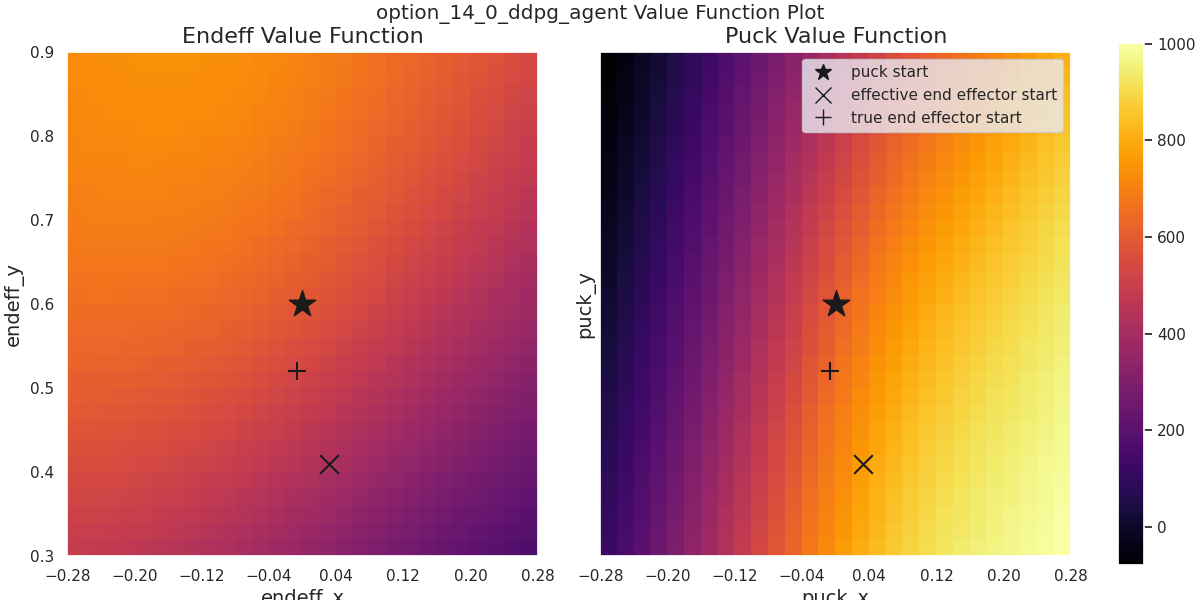 option_14_0_ddpg_agent Value Function Plot
Endeff Value Function
Puck Value Function
puck start
effective end effector start
true end effector start
endeff_y
0.9
0.8
0.7
0.6
0.5
0.4
0.3
−0.28 −0.20 −0.12 −0.04 0.04 0.12 0.20 0.28
endeff_x
puck_y
−0.28 −0.20 −0.12 −0.04 0.04 0.12 0.20 0.28
puck_x
1000
800
600
400
200
0